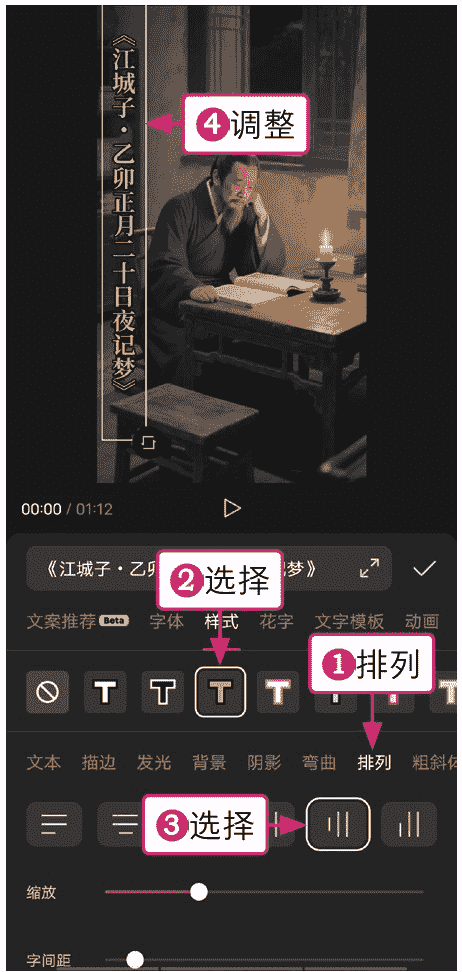 《江城子·乙卯正月二十日夜记梦》
④调整
00:00 / 01:12
《江城子·乙卯
②选择
梦》
文案推荐 Beta 字体 样式 花字 文字模板 动画
①排列
T T T T T
文本 描边 发光 背景 阴影 弯曲 排列 粗斜体
③选择
缩放
字间距